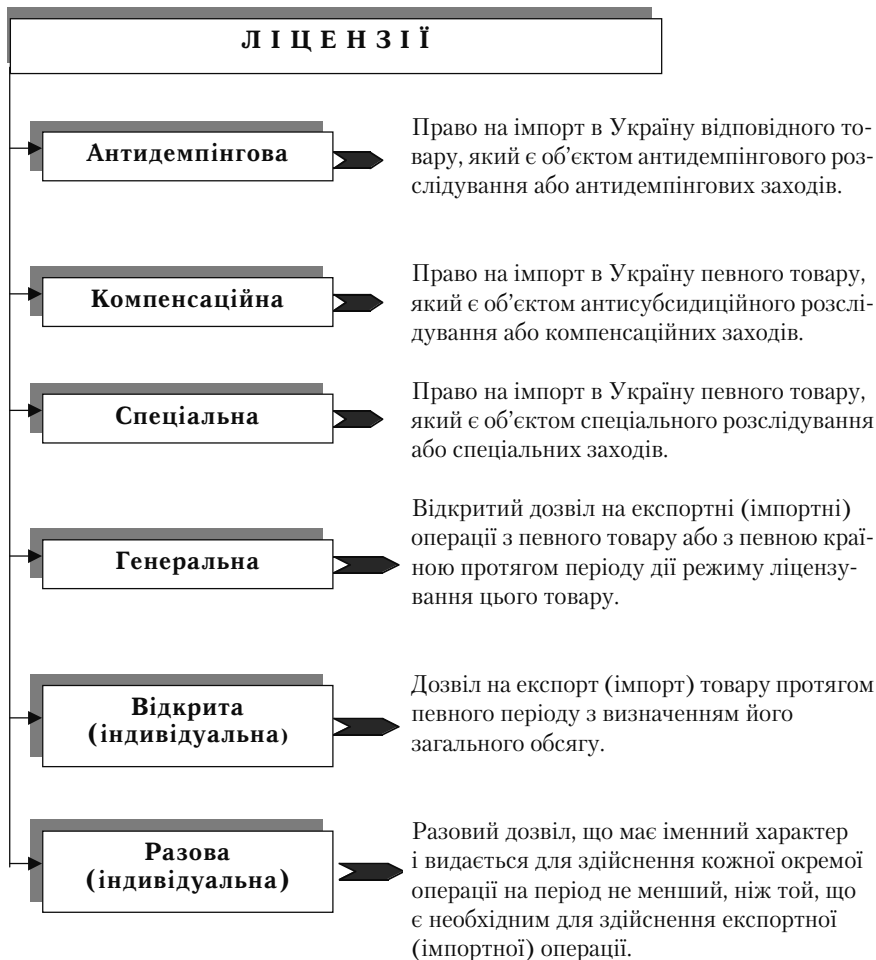 ЛІЦЕНЗІЇ
Антидемпінгова
Право на імпорт в Україну відповідного то-
вару, який є об’єктом антидемпінгового роз-
слідування або антидемпінгових заходів.
Компенсаційна
Право на імпорт в Україну певного товару,
який є об’єктом антисубсидиційного розслі-
дування або компенсаційних заходів.
Спеціальна
Право на імпорт в Україну певного товару,
який є об’єктом спеціального розслідування
або спеціальних заходів.
Генеральна
Відкритий дозвіл на експортні (імпортні)
операції з певного товару або з певною краї-
ною протягом періоду дії режиму ліцензу-
вання цього товару.
Відкрита
(індивідуальна)
Дозвіл на експорт (імпорт) товару протягом
певного періоду з визначенням його
загального обсягу.
Разова
(індивідуальна)
Разовий дозвіл, що має іменний характер
і видається для здійснення кожної окремої
операції на період не менший, ніж той, що
є необхідним для здійснення експортної
(імпортної) операції.